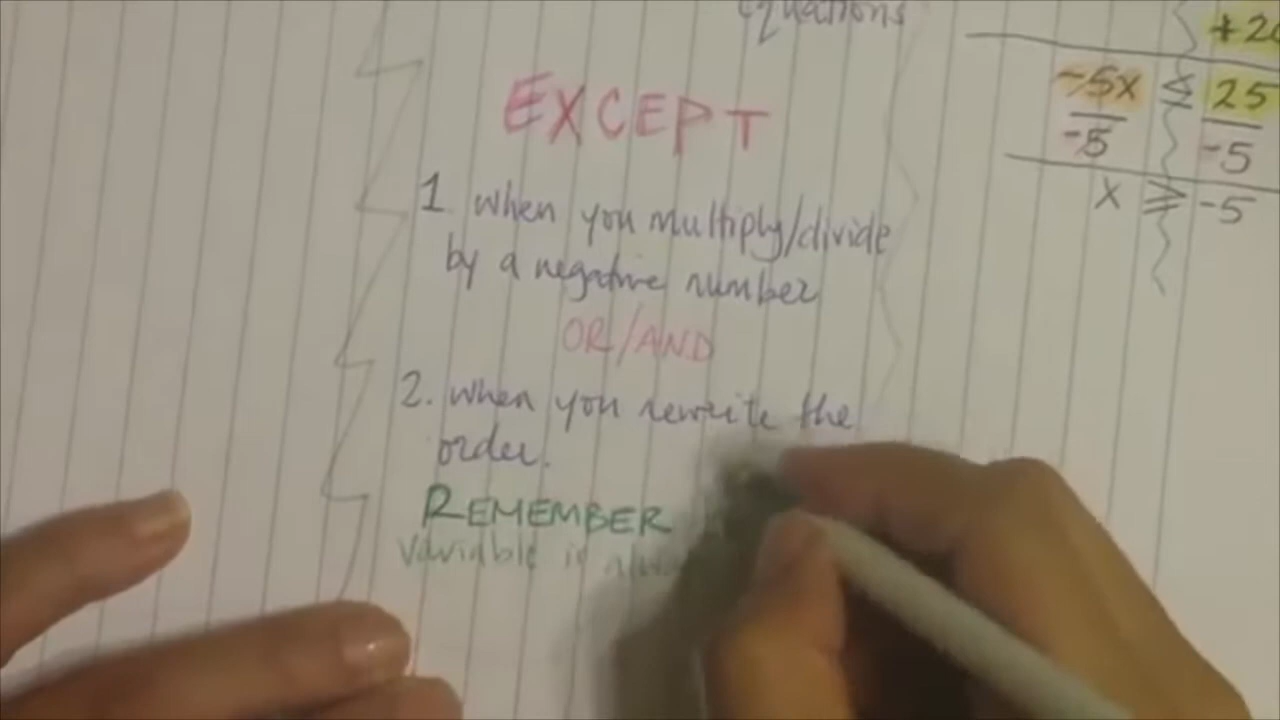 equations
EXCEPT
1. when you multiply/divide
by a negative number
OR/AND
2. when you rewrite the
order.
REMEMBER
variable is
+20
-5x ≤ 25
-5 -5
x ≥ -5